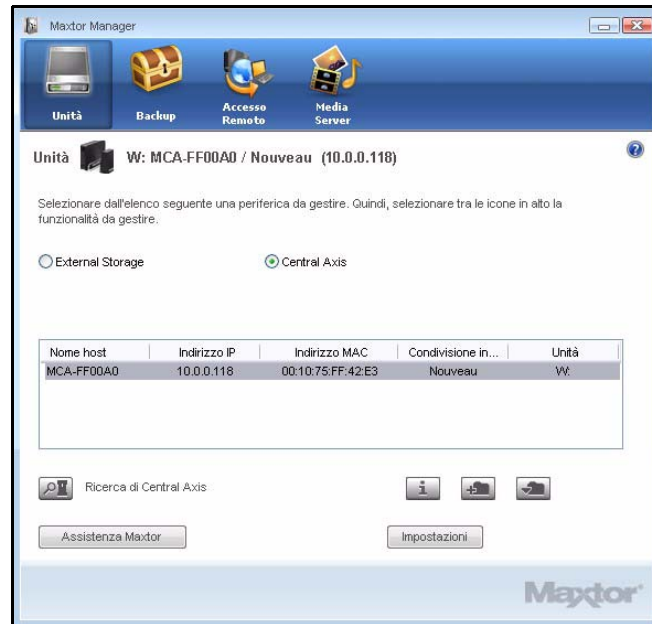 Maxtor Manager
Unità
Backup
Accesso Remoto
Media Server
Unità W: MCA-FF00A0 / Nouveau (10.0.0.118)
Selezionare dall'elenco seguente una periferica da gestire. Quindi, selezionare tra le icone in alto la
funzionalità da gestire.
External Storage Central Axis
Nome host Indirizzo IP Indirizzo MAC Condivisione in... Unità
MCA-FF00A0 10.0.0.118 00:10:75:FF:42:E3 Nouveau W:
Ricerca di Central Axis
Assistenza Maxtor Impostazioni
Maxtor